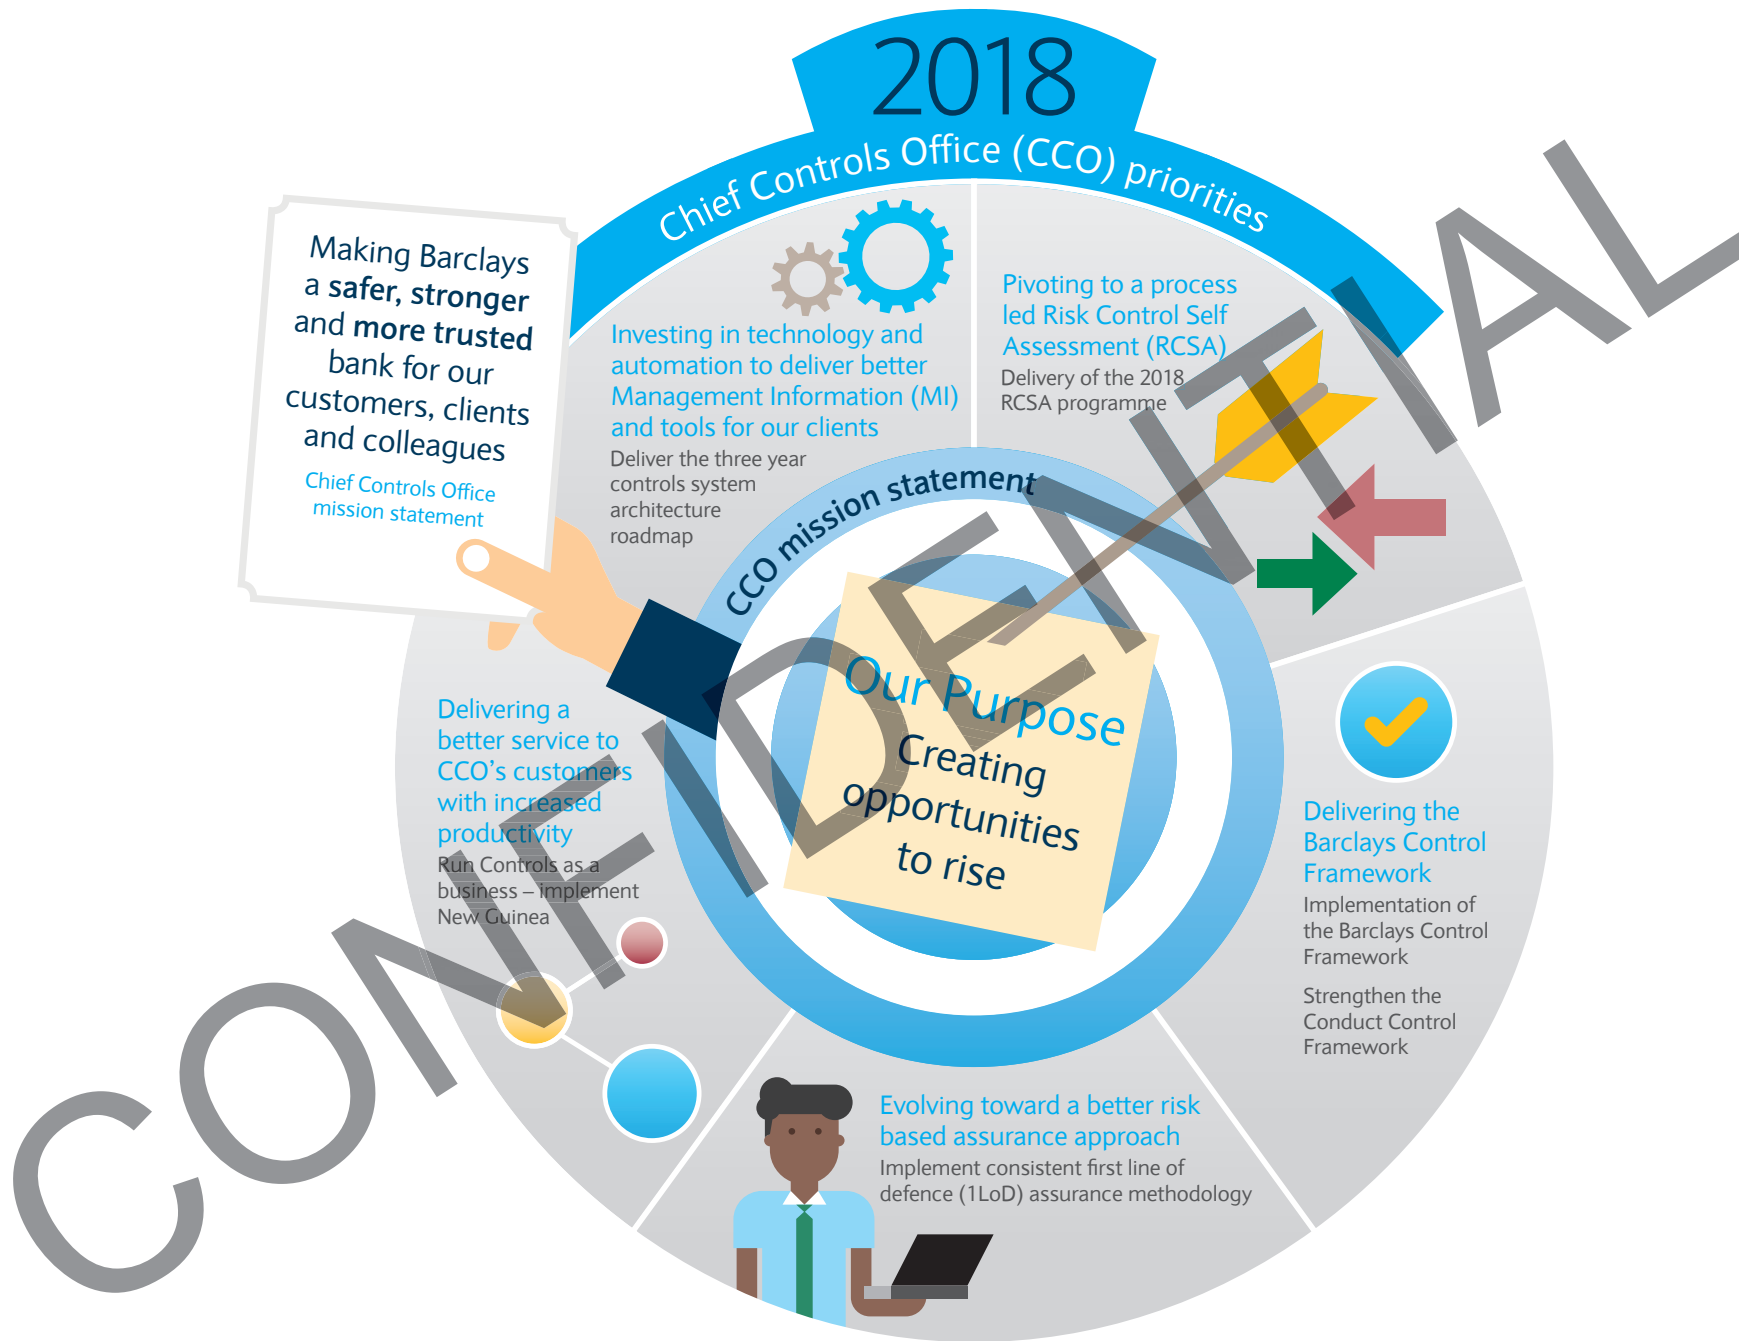 2018
Chief Controls Office (CCO) priorities
Making Barclays
a safer, stronger
and more trusted
bank for our
customers, clients
and colleagues
Chief Controls Office
mission statement
Investing in technology and
automation to deliver better
Management Information (MI)
and tools for our clients
Deliver the three year
controls system
architecture
roadmap
Pivoting to a process
led Risk Control Self
Assessment (RCSA)
Delivery of the 2018
RCSA programme
CCO mission statement
Our Purpose
Creating
opportunities
to rise
Delivering a
better service to
CCO's customers
with increased
productivity
Run Controls as a
business – implement
New Guinea
Delivering the
Barclays Control
Framework
Implementation of
the Barclays Control
Framework
Strengthen the
Conduct Control
Framework
Evolving toward a better risk
based assurance approach
Implement consistent first line of
defence (1LoD) assurance methodology
CONFIDENTIAL